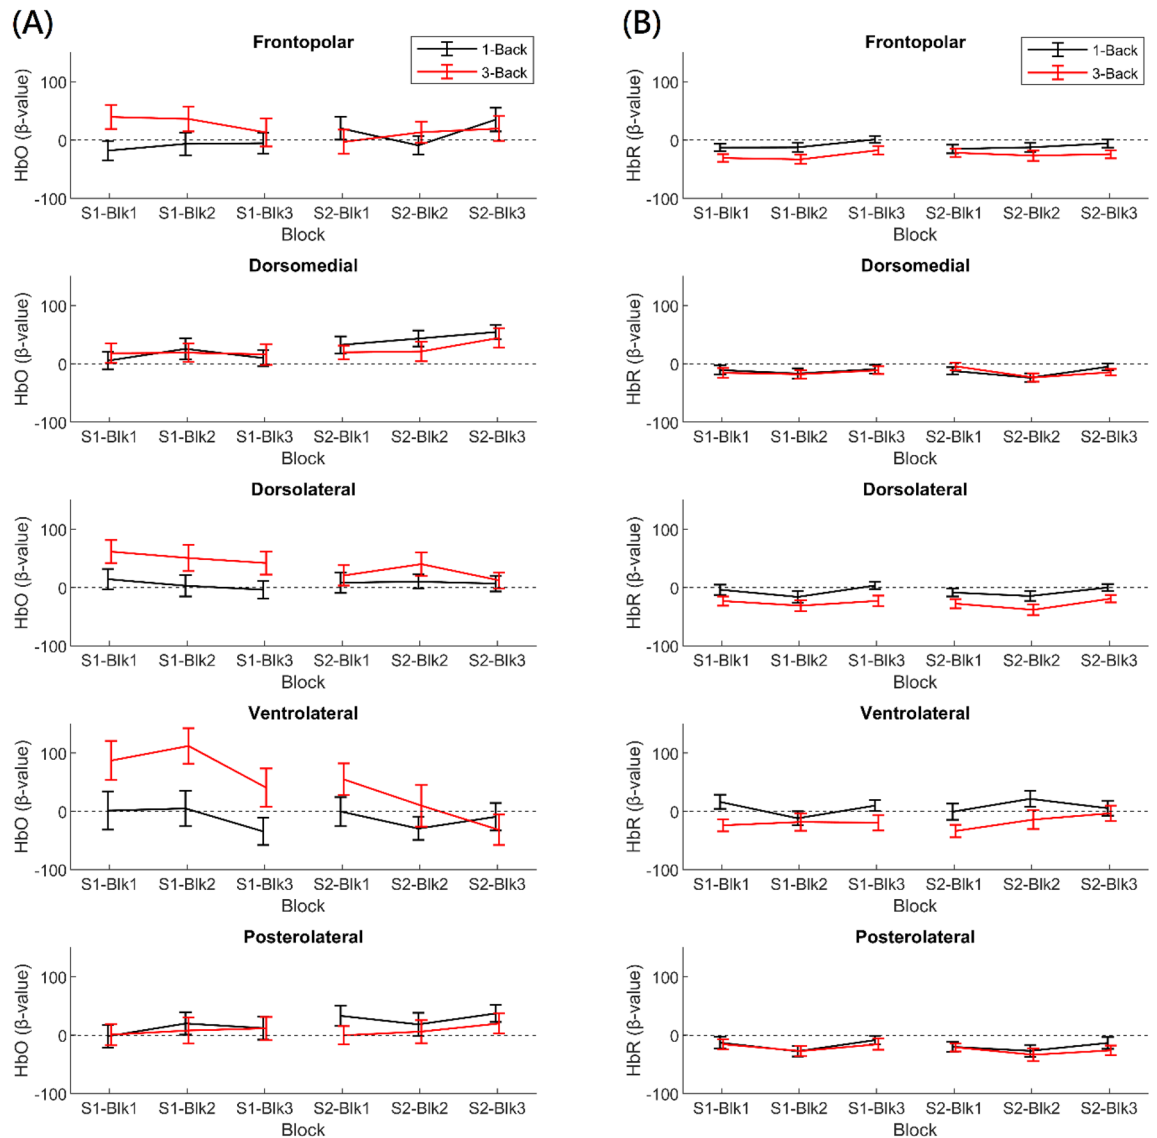 (A)
Frontopolar
1-Back
3-Back
HbO (β-value)
100
0
-100
S1-Blk1 S1-Blk2 S1-Blk3 S2-Blk1 S2-Blk2 S2-Blk3
Block
Dorsomedial
HbO (β-value)
100
0
-100
S1-Blk1 S1-Blk2 S1-Blk3 S2-Blk1 S2-Blk2 S2-Blk3
Block
Dorsolateral
HbO (β-value)
100
0
-100
S1-Blk1 S1-Blk2 S1-Blk3 S2-Blk1 S2-Blk2 S2-Blk3
Block
Ventrolateral
HbO (β-value)
100
0
-100
S1-Blk1 S1-Blk2 S1-Blk3 S2-Blk1 S2-Blk2 S2-Blk3
Block
Posterolateral
HbO (β-value)
100
0
-100
S1-Blk1 S1-Blk2 S1-Blk3 S2-Blk1 S2-Blk2 S2-Blk3
Block
(B)
Frontopolar
1-Back
3-Back
HbR (β-value)
100
0
-100
S1-Blk1 S1-Blk2 S1-Blk3 S2-Blk1 S2-Blk2 S2-Blk3
Block
Dorsomedial
HbR (β-value)
100
0
-100
S1-Blk1 S1-Blk2 S1-Blk3 S2-Blk1 S2-Blk2 S2-Blk3
Block
Dorsolateral
HbR (β-value)
100
0
-100
S1-Blk1 S1-Blk2 S1-Blk3 S2-Blk1 S2-Blk2 S2-Blk3
Block
Ventrolateral
HbR (β-value)
100
0
-100
S1-Blk1 S1-Blk2 S1-Blk3 S2-Blk1 S2-Blk2 S2-Blk3
Block
Posterolateral
HbR (β-value)
100
0
-100
S1-Blk1 S1-Blk2 S1-Blk3 S2-Blk1 S2-Blk2 S2-Blk3
Block